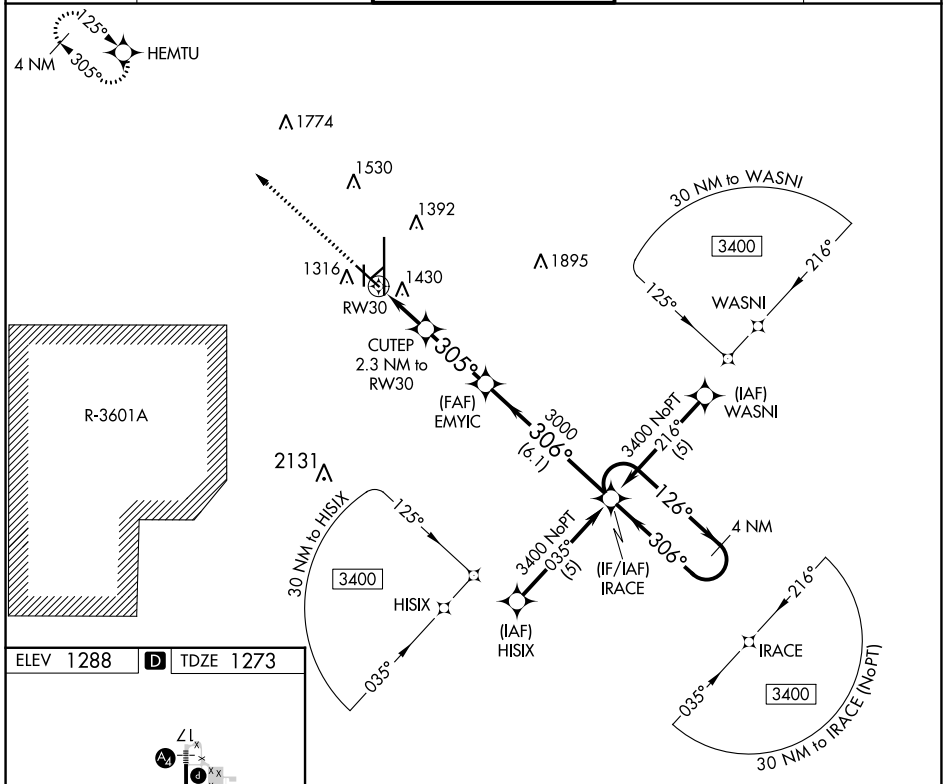 125°
HEMTU
4 NM
305°
1774
1530
1392
1316
1430
1895
RW30
CUTEP
2.3 NM to
RW30
305°
(FAF)
EMYIC
3000
306°
(6.1)
30 NM to WASNI
3400
216°
125°
WASNI
(IAF)
WASNI
3400 NoPT
216°
(5)
R-3601A
2131
126°
4 NM
306°
(IF/IAF)
IRACE
3400 NoPT
035°
(5)
(IAF)
HISIX
30 NM to HISIX
125°
3400
HISIX
035°
216°
IRACE
035°
3400
30 NM to IRACE (NoPT)
ELEV 1288
D
TDZE 1273
17
A4
P
x
x
x x